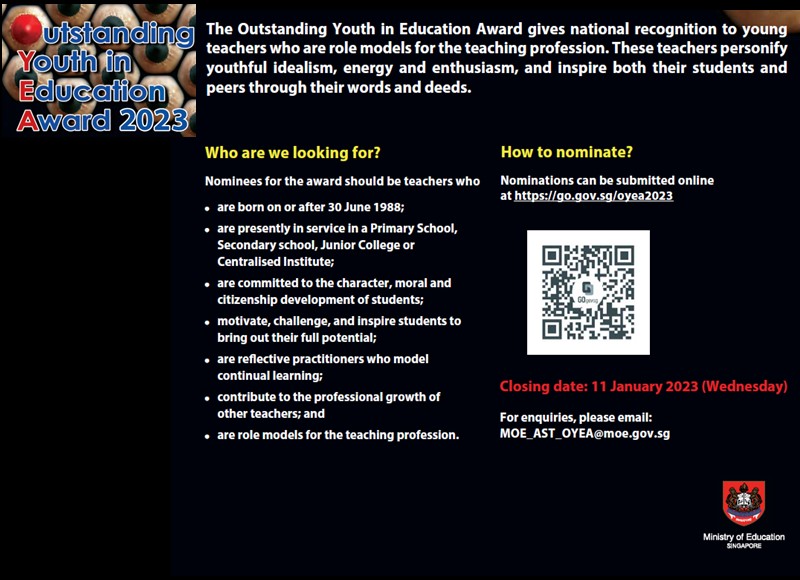 Outstanding
Youth in
Education
Award 2023
The Outstanding Youth in Education Award gives national recognition to young
teachers who are role models for the teaching profession. These teachers personify
youthful idealism, energy and enthusiasm, and inspire both their students and
peers through their words and deeds.
Who are we looking for?
Nominees for the award should be teachers who
• are born on or after 30 June 1988;
• are presently in service in a Primary School,
Secondary school, Junior College or
Centralised Institute;
• are committed to the character, moral and
citizenship development of students;
• motivate, challenge, and inspire students to
bring out their full potential;
• are reflective practitioners who model
continual learning;
• contribute to the professional growth of
other teachers; and
• are role models for the teaching profession.
How to nominate?
Nominations can be submitted online
at https://go.gov.sg/oyea2023
GO.gov.sg
Closing date: 11 January 2023 (Wednesday)
For enquiries, please email:
MOE_AST_OYEA@moe.gov.sg
Ministry of Education
SINGAPORE